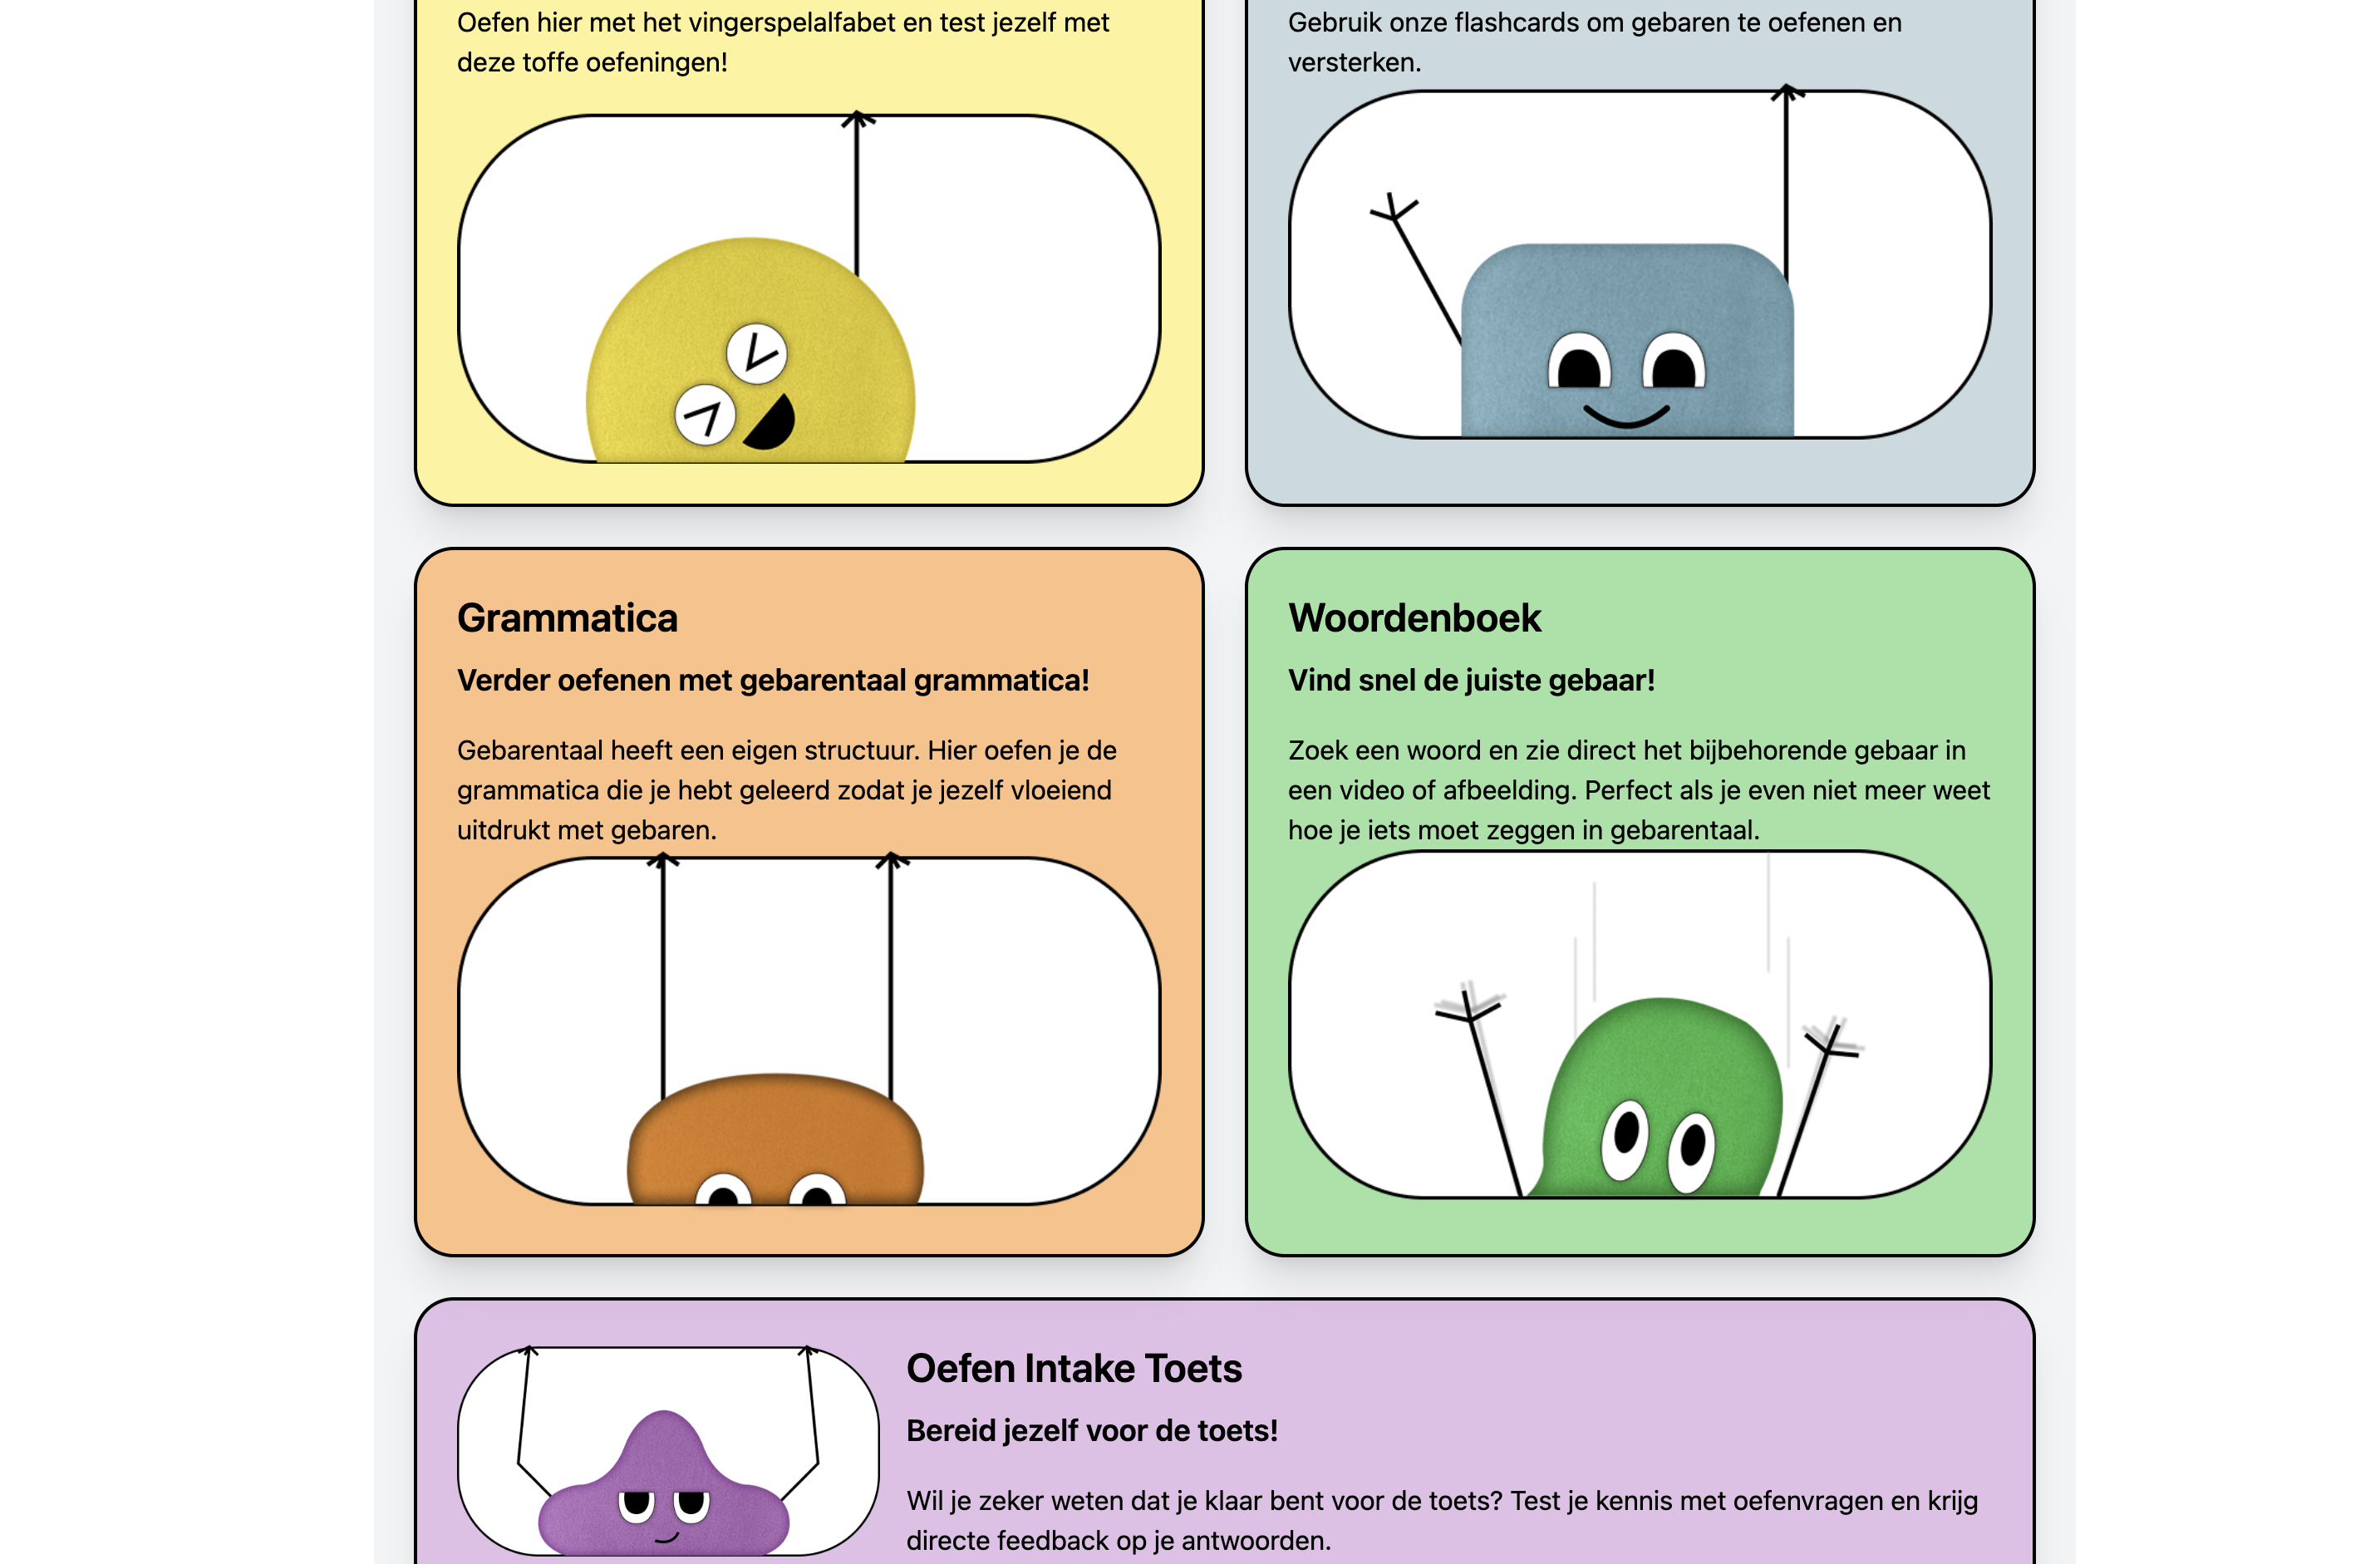 Oefen hier met het vingerspelalfabet en test jezelf met
deze toffe oefeningen!
Gebruik onze flashcards om gebaren te oefenen en
versterken.
Grammatica
Verder oefenen met gebarentaal grammatica!
Gebarentaal heeft een eigen structuur. Hier oefen je de
grammatica die je hebt geleerd zodat je jezelf vloeiend
uitdrukt met gebaren.
Woordenboek
Vind snel de juiste gebaar!
Zoek een woord en zie direct het bijbehorende gebaar in
een video of afbeelding. Perfect als je even niet meer weet
hoe je iets moet zeggen in gebarentaal.
Oefen Intake Toets
Bereid jezelf voor de toets!
Wil je zeker weten dat je klaar bent voor de toets? Test je kennis met oefenvragen en krijg
directe feedback op je antwoorden.